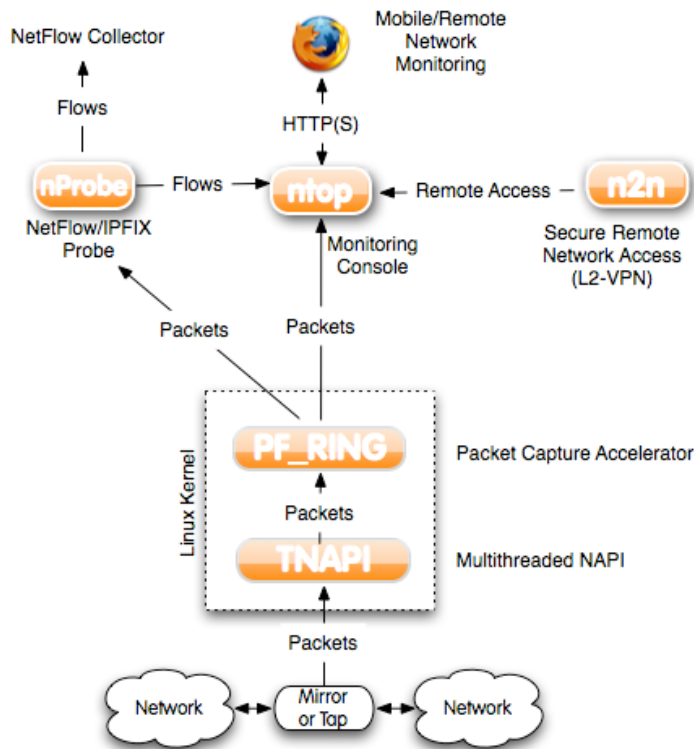 NetFlow Collector
Mobile/Remote
Network
Monitoring
Flows
HTTP(S)
nProbe
Flows
ntop
Remote Access
n2n
NetFlow/IPFIX
Probe
Monitoring
Console
Secure Remote
Network Access
(L2-VPN)
Packets
Packets
Linux Kernel
PF_RING
Packet Capture Accelerator
Packets
TNAPI
Multithreaded NAPI
Packets
Network
Mirror
or Tap
Network